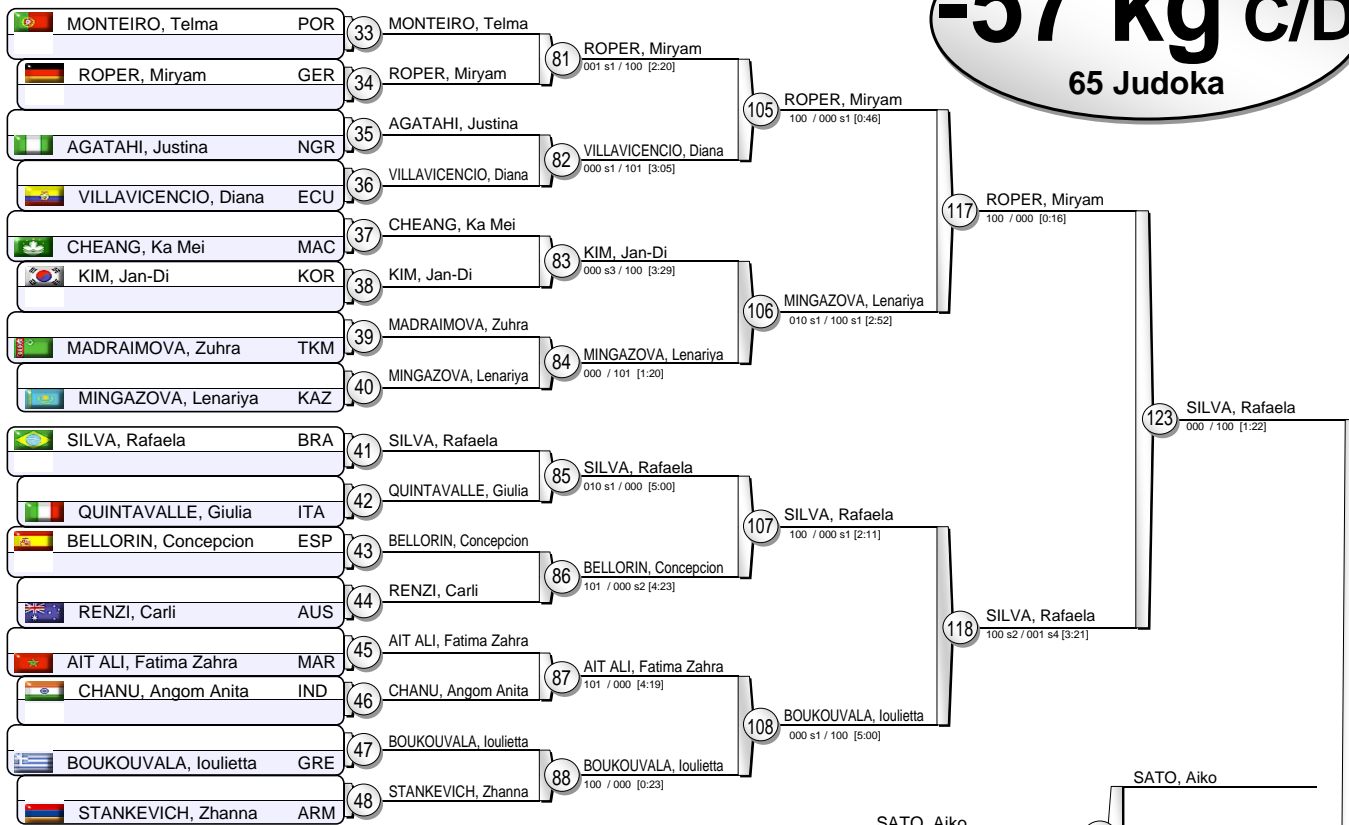 -57 kg C/D
65 Judoka
MONTEIRO, Telma POR
ROPER, Miryam GER
AGATAHI, Justina NGR
VILLAVICENCIO, Diana ECU
CHEANG, Ka Mei MAC
KIM, Jan-Di KOR
MADRAIMOVA, Zuhra TKM
MINGAZOVA, Lenariya KAZ
SILVA, Rafaela BRA
QUINTAVALLE, Giulia ITA
BELLORIN, Concepcion ESP
RENZI, Carli AUS
AIT ALI, Fatima Zahra MAR
CHANU, Angom Anita IND
BOUKOUVALA, Ioulietta GRE
STANKEVICH, Zhanna ARM
33 MONTEIRO, Telma
34 ROPER, Miryam
35 AGATAHI, Justina
36 VILLAVICENCIO, Diana
37 CHEANG, Ka Mei
38 KIM, Jan-Di
39 MADRAIMOVA, Zuhra
40 MINGAZOVA, Lenariya
41 SILVA, Rafaela
42 QUINTAVALLE, Giulia
43 BELLORIN, Concepcion
44 RENZI, Carli
45 AIT ALI, Fatima Zahra
46 CHANU, Angom Anita
47 BOUKOUVALA, Ioulietta
48 STANKEVICH, Zhanna
81 ROPER, Miryam
001 s1 / 100 [2:20]
82 VILLAVICENCIO, Diana
000 s1 / 101 [3:05]
83 KIM, Jan-Di
000 s3 / 100 [3:29]
84 MINGAZOVA, Lenariya
000 / 101 [1:20]
85 SILVA, Rafaela
010 s1 / 000 [5:00]
86 BELLORIN, Concepcion
101 / 000 s2 [4:23]
87 AIT ALI, Fatima Zahra
101 / 000 [4:19]
88 BOUKOUVALA, Ioulietta
100 / 000 [0:23]
105 ROPER, Miryam
100 / 000 s1 [0:46]
106 MINGAZOVA, Lenariya
010 s1 / 100 s1 [2:52]
107 SILVA, Rafaela
100 / 000 s1 [2:11]
108 BOUKOUVALA, Ioulietta
000 s1 / 100 [5:00]
117 ROPER, Miryam
100 / 000 [0:16]
118 SILVA, Rafaela
100 s2 / 001 s4 [3:21]
123 SILVA, Rafaela
000 / 100 [1:22]
SATO, Aiko
SATO, Aiko